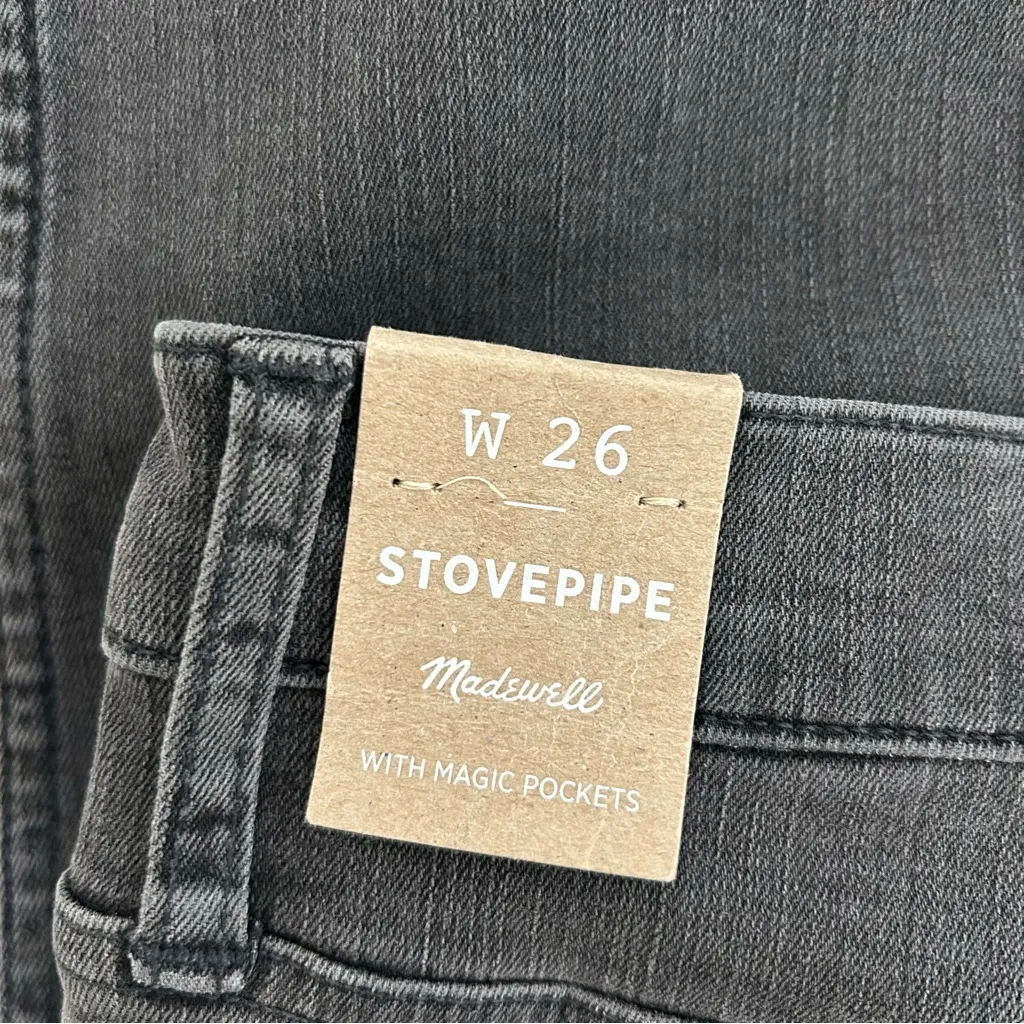 W 26
STOVEPIPE
Madewell
WITH MAGIC POCKETS